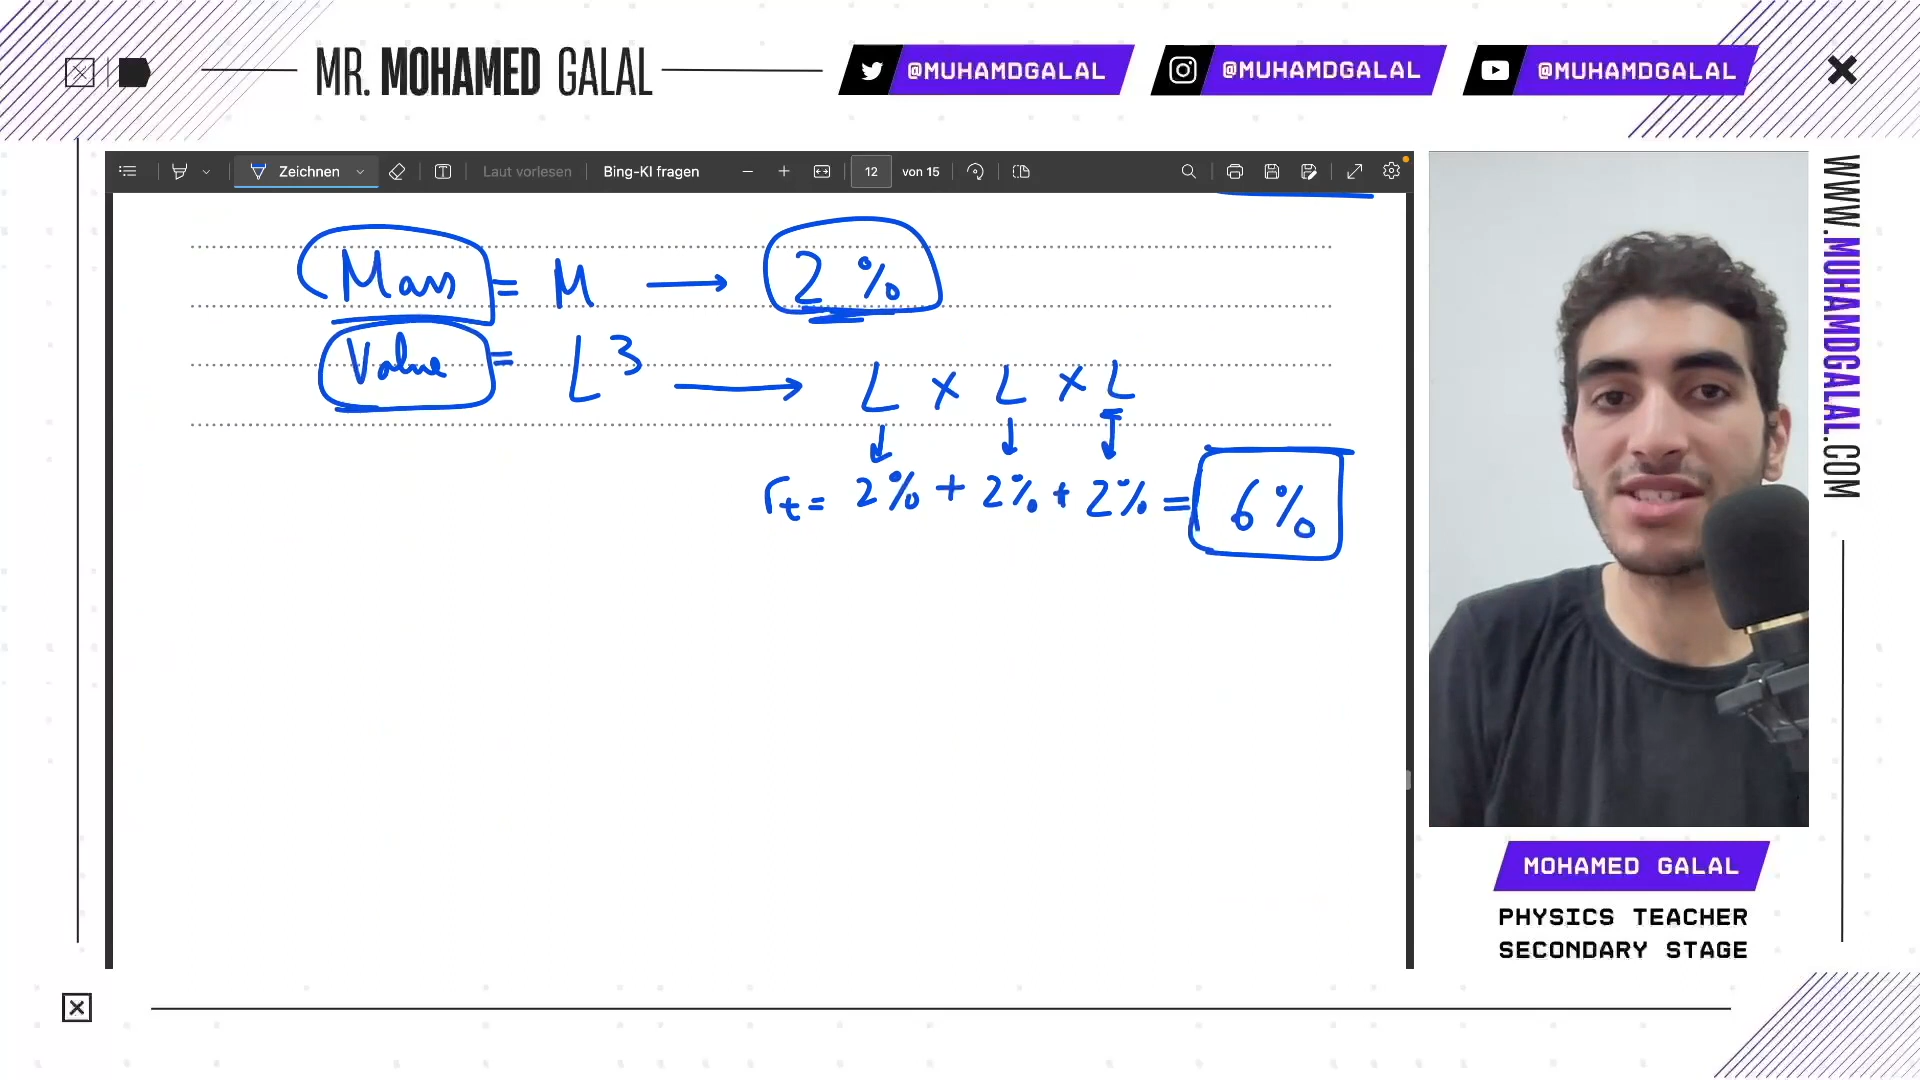 MR. MOHAMED GALAL
@MUHAMDGALAL
@MUHAMDGALAL
@MUHAMDGALAL
Zeichnen
Laut vorlesen
Bing-KI fragen
12 von 15
Mass = M → 2 %
Value = L³ → L × L × L
rt = 2% + 2% + 2% = 6%
WWW.MUHAMDGALAL.COM
MOHAMED GALAL
PHYSICS TEACHER
SECONDARY STAGE